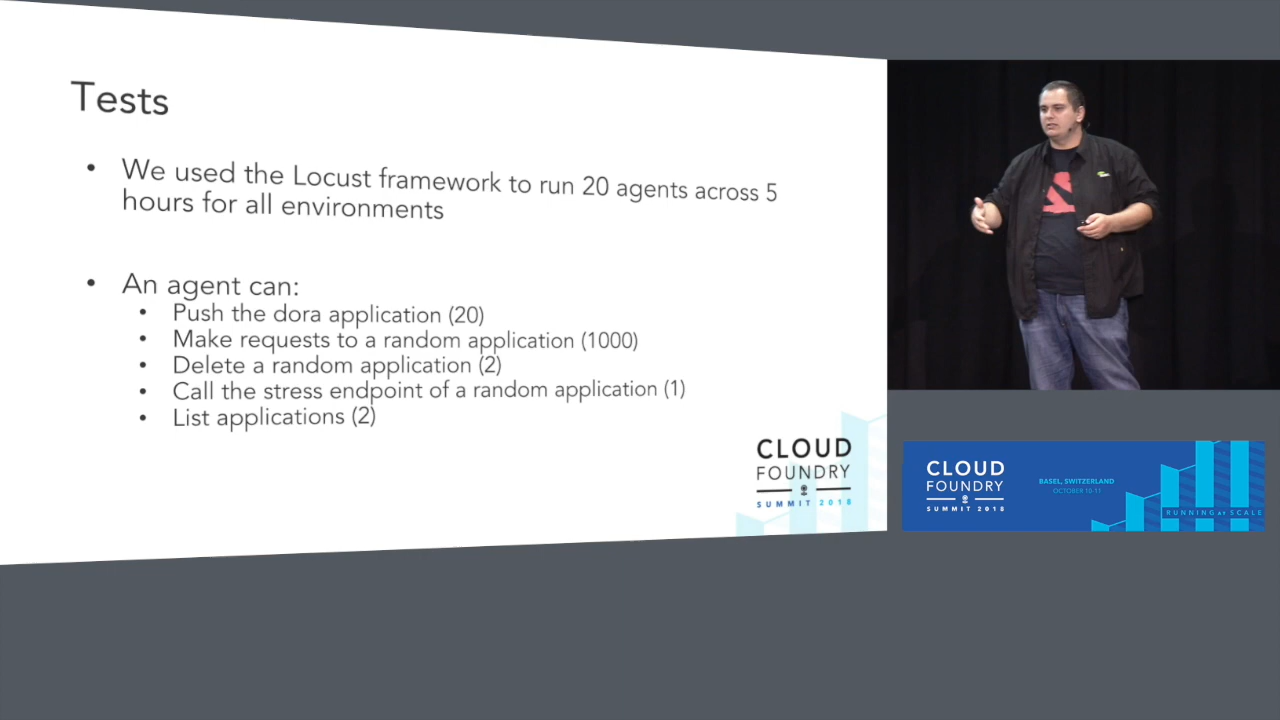 Tests
• We used the Locust framework to run 20 agents across 5
hours for all environments
• An agent can:
• Push the dora application (20)
• Make requests to a random application (1000)
• Delete a random application (2)
• Call the stress endpoint of a random application (1)
• List applications (2)
CLOUD
FOUNDRY
SUMMIT 2018
CLOUD
FOUNDRY
SUMMIT 2018
BASEL, SWITZERLAND
OCTOBER 10-11
RUNNING AT SCALE